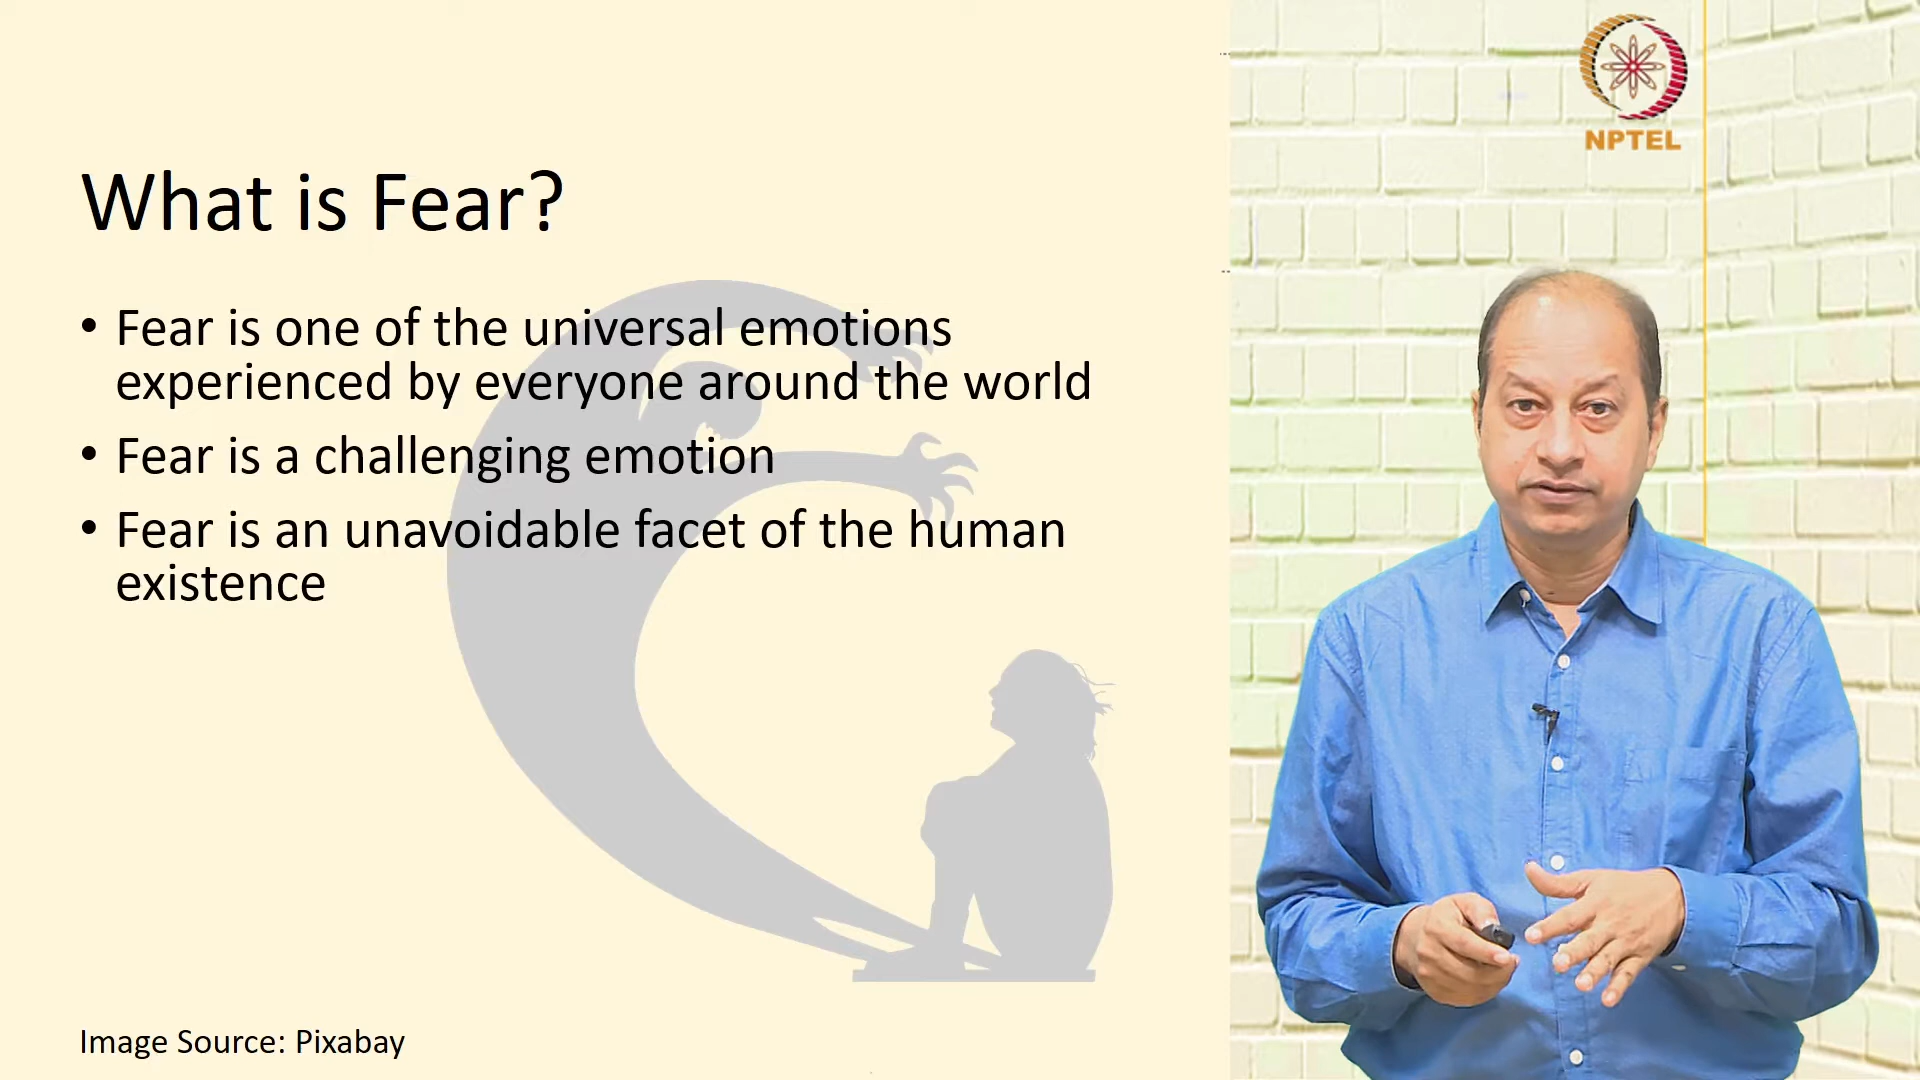 NPTEL
What is Fear?
• Fear is one of the universal emotions
experienced by everyone around the world
• Fear is a challenging emotion
• Fear is an unavoidable facet of the human
existence
Image Source: Pixabay